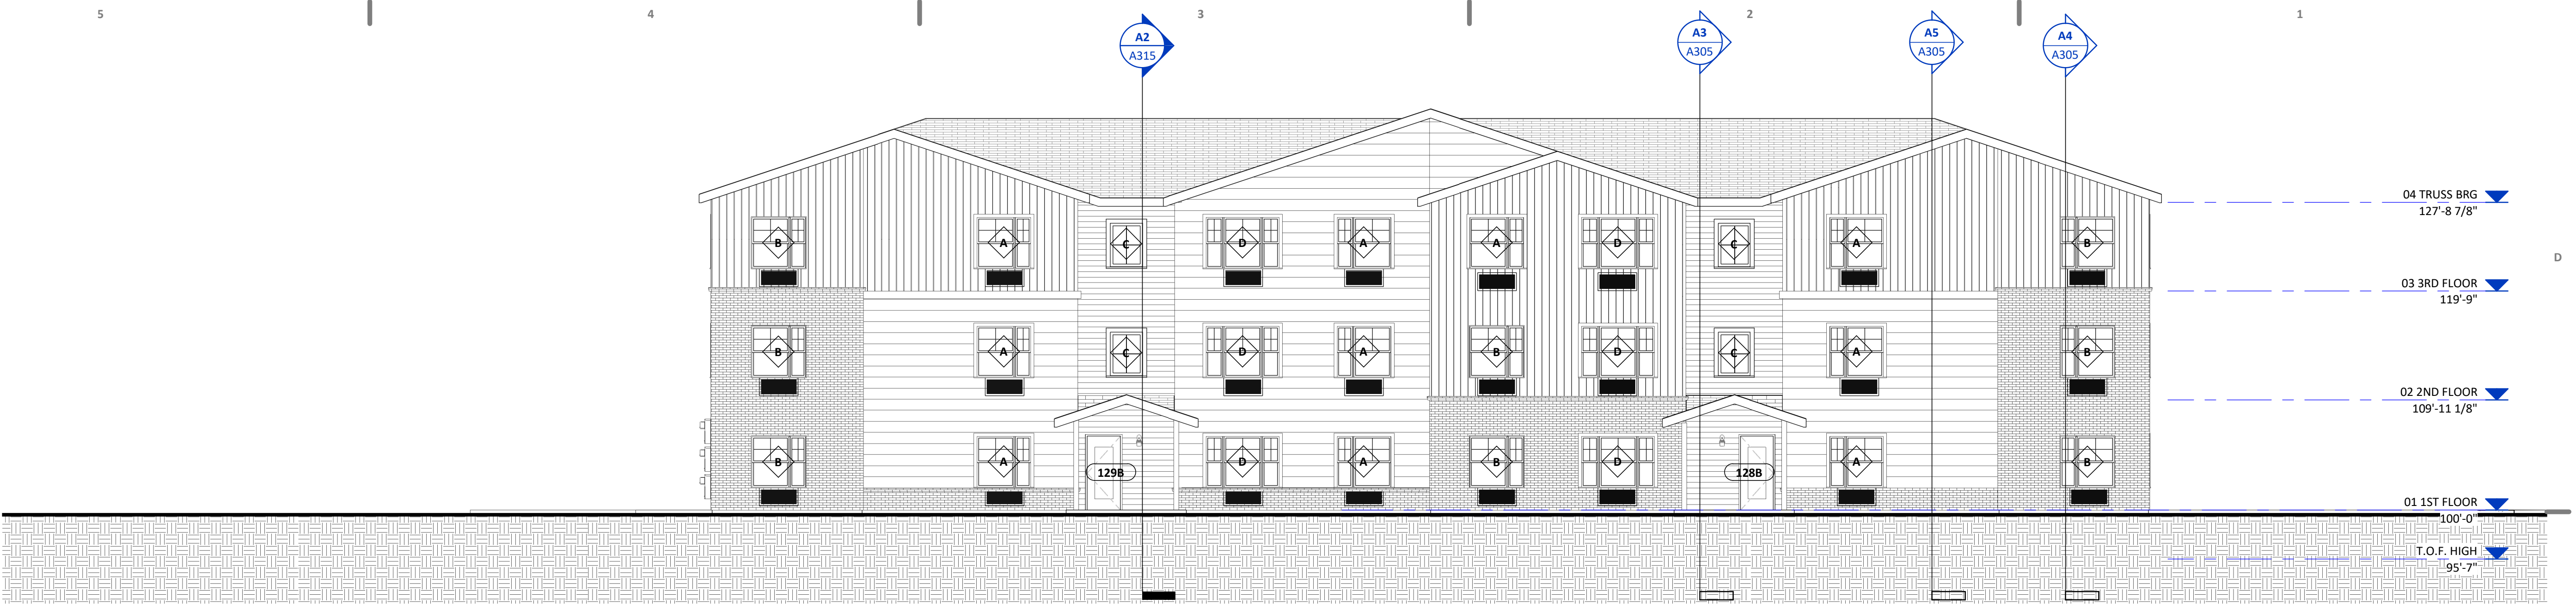 5 4 3 2 1
A2 A3 A5 A4
A315 A305 A305 A305
04 TRUSS BRG
127'-8 7/8"
B A C D A A D C A B
D
03 3RD FLOOR
119'-9"
B A C D A B D C A B
02 2ND FLOOR
109'-11 1/8"
B A D A B D A B
129B 128B
01 1ST FLOOR
100'-0"
T.O.F. HIGH
95'-7"